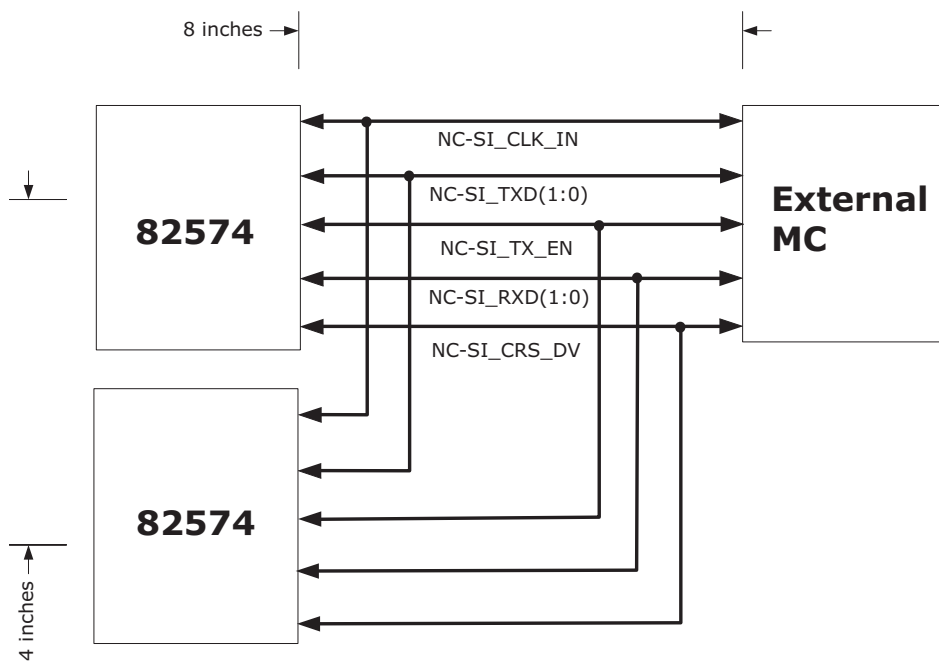 8 inches
NC-SI_CLK_IN
NC-SI_TXD(1:0)
82574
External
MC
NC-SI_TX_EN
NC-SI_RXD(1:0)
NC-SI_CRS_DV
82574
4 inches